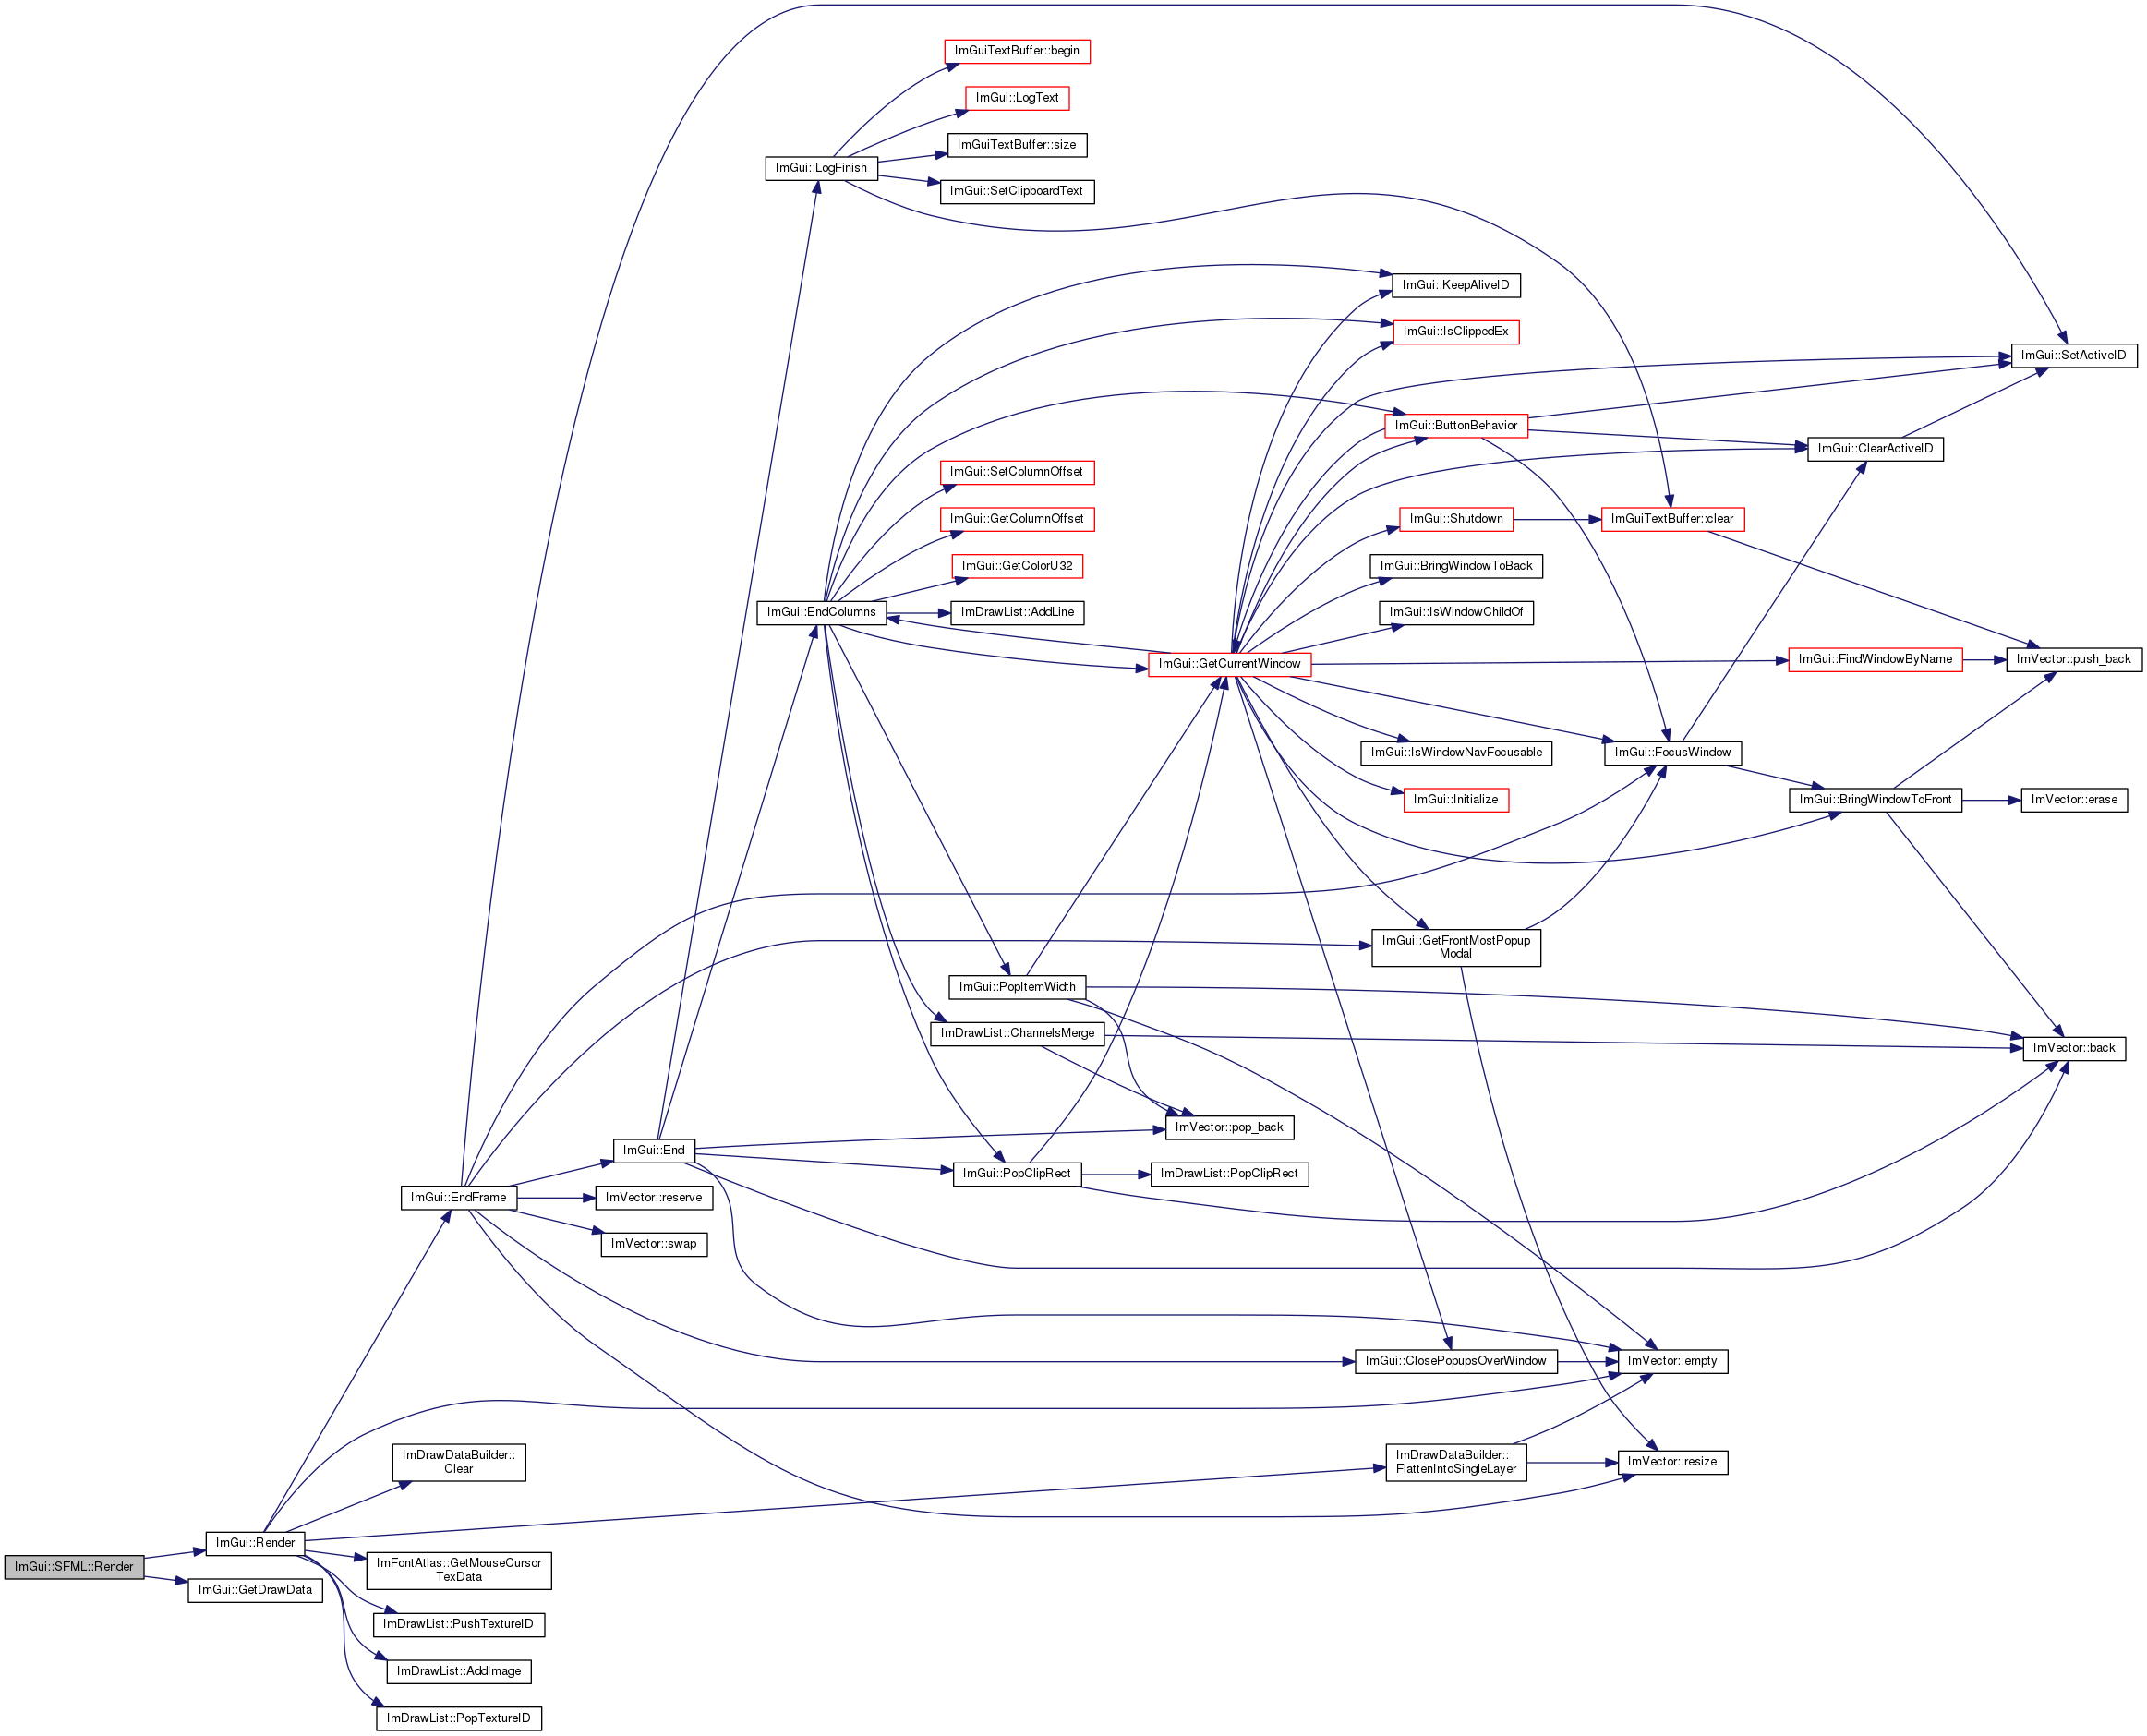 ImGuiTextBuffer::begin
ImGui::LogText
ImGuiTextBuffer::size
ImGui::LogFinish
ImGui::SetClipboardText
ImGui::KeepAliveID
ImGui::IsClippedEx
ImGui::SetActiveID
ImGui::ButtonBehavior
ImGui::ClearActiveID
ImGui::SetColumnOffset
ImGui::GetColumnOffset
ImGui::Shutdown
ImGuiTextBuffer::clear
ImGui::GetColorU32
ImGui::BringWindowToBack
ImGui::EndColumns
ImDrawList::AddLine
ImGui::IsWindowChildOf
ImGui::GetCurrentWindow
ImGui::FindWindowByName
ImVector::push_back
ImGui::IsWindowNavFocusable
ImGui::FocusWindow
ImGui::Initialize
ImGui::BringWindowToFront
ImVector::erase
ImGui::GetFrontMostPopup
Modal
ImGui::PopItemWidth
ImDrawList::ChannelsMerge
ImVector::back
ImVector::pop_back
ImGui::End
ImGui::PopClipRect
ImDrawList::PopClipRect
ImGui::EndFrame
ImVector::reserve
ImVector::swap
ImGui::ClosePopupsOverWindow
ImVector::empty
ImDrawDataBuilder::
Clear
ImDrawDataBuilder::
FlattenIntoSingleLayer
ImVector::resize
ImGui::Render
ImGui::SFML::Render
ImFontAtlas::GetMouseCursor
TexData
ImGui::GetDrawData
ImDrawList::PushTextureID
ImDrawList::AddImage
ImDrawList::PopTextureID